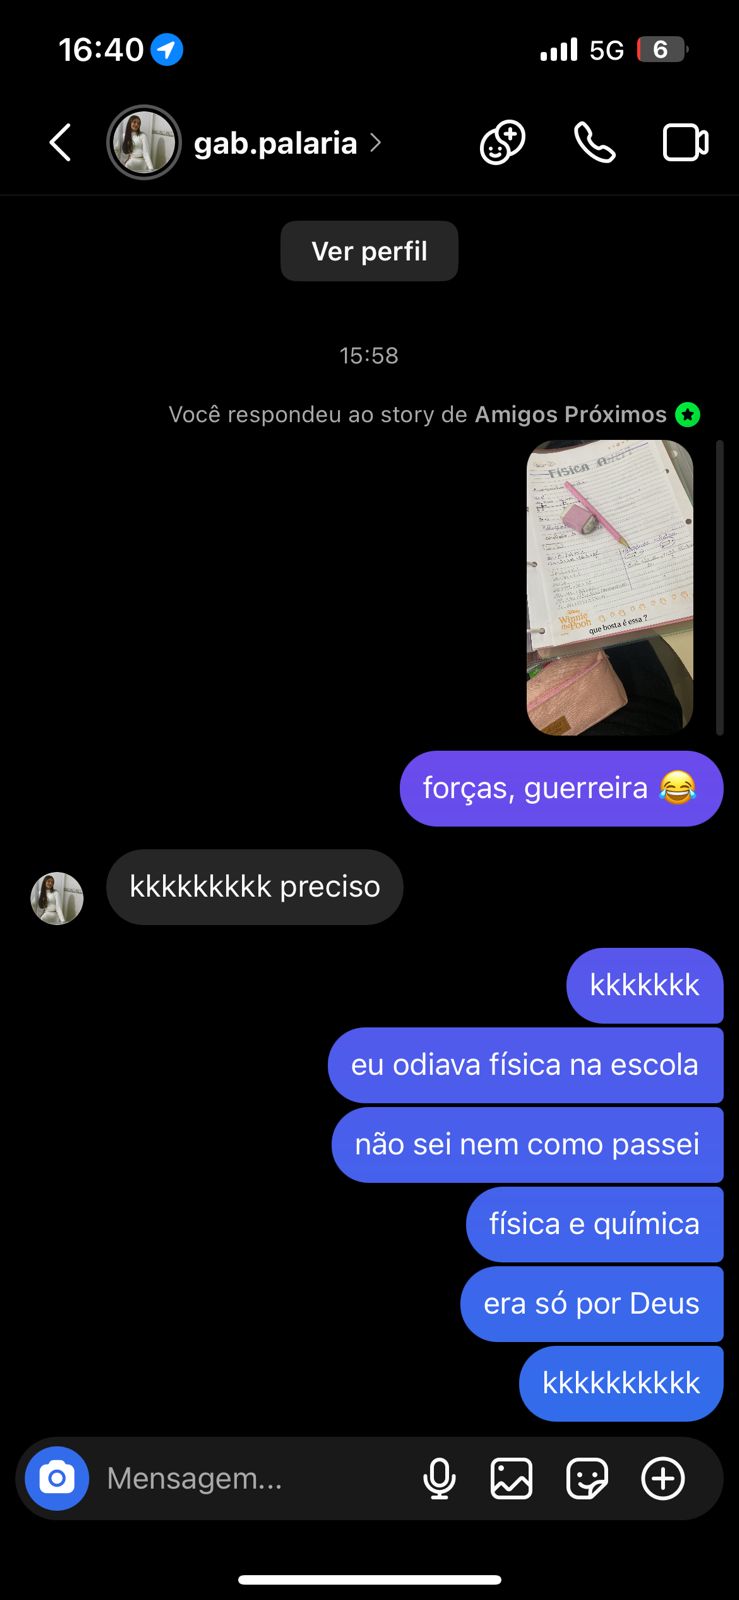 16:40
5G
6
gab.palaria
Ver perfil
15:58
Você respondeu ao story de Amigos Próximos
Física
Winnie
the Pooh
que bosta é essa ?
forças, guerreira 😂
kkkkkkkkk preciso
kkkkkkk
eu odiava física na escola
não sei nem como passei
física e química
era só por Deus
kkkkkkkkkk
Mensagem...